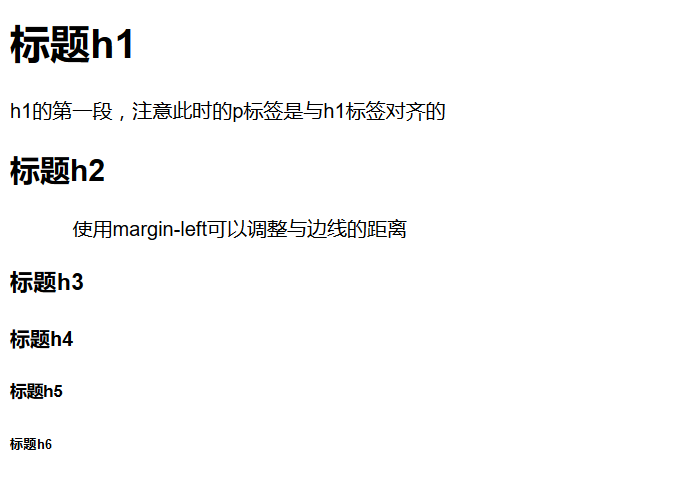 标题h1
h1的第一段，注意此时的p标签是与h1标签对齐的
标题h2
使用margin-left可以调整与边线的距离
标题h3
标题h4
标题h5
标题h6